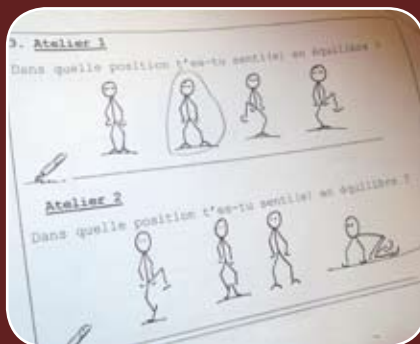 3. Atelier 1
Dans quelle position t'es-tu senti(e) en équilibre ?
Atelier 2
Dans quelle position t'es-tu senti(e) en équilibre ?